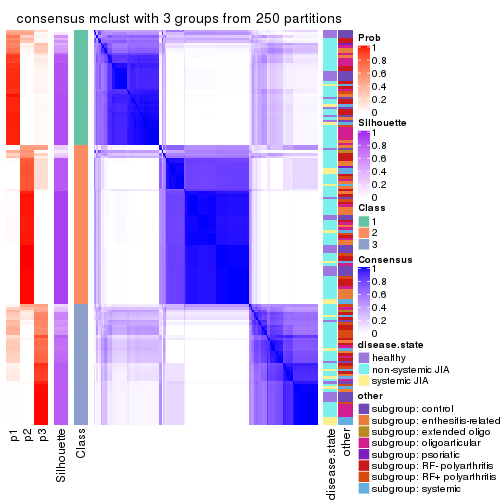 consensus mclust with 3 groups from 250 partitions
Prob
1
0.8
0.6
0.4
0.2
0
Silhouette
1
0.8
0.6
0.4
0.2
0
Class
1
2
3
Consensus
1
0.8
0.6
0.4
0.2
0
disease.state
healthy
non-systemic JIA
systemic JIA
other
subgroup: control
subgroup: enthesitis-related
subgroup: extended oligo
subgroup: oligoarticular
subgroup: psoriatic
subgroup: RF- polyarthritis
subgroup: RF+ polyarthritis
subgroup: systemic
p1
p2
p3
Silhouette
Class
disease.state
other